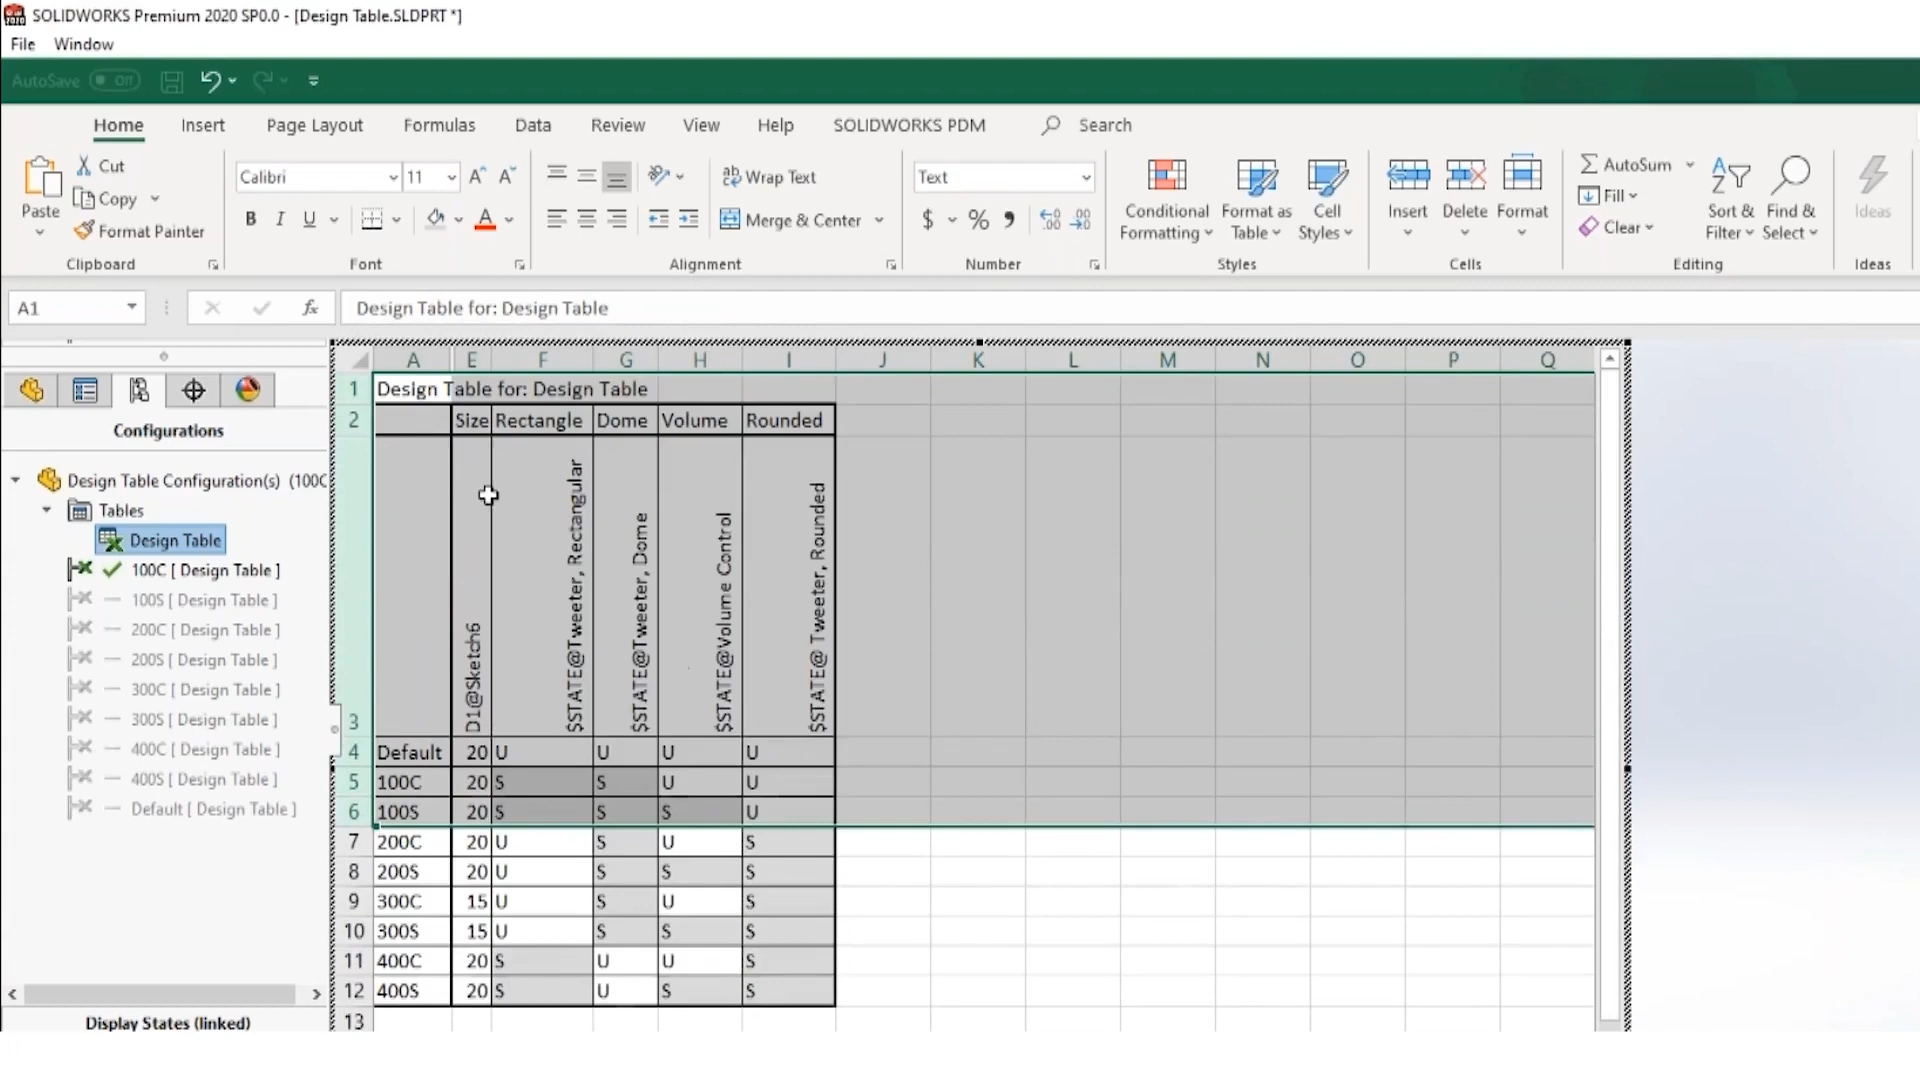 SOLIDWORKS Premium 2020 SP0.0 - [Design Table.SLDPRT *]
File Window
AutoSave Off
Home Insert Page Layout Formulas Data Review View Help SOLIDWORKS PDM Search
Paste
Cut
Copy
Format Painter
Clipboard
Calibri 11
B I U
Font
ab Wrap Text
Merge & Center
Alignment
Text
$ % 9
Number
Conditional Formatting
Format as Table
Cell Styles
Styles
Insert
Delete
Format
Cells
AutoSum
Fill
Clear
Sort & Filter
Find & Select
Editing
Ideas
Ideas
A1 fx Design Table for: Design Table
Configurations
Design Table Configuration(s) (100C
Tables
Design Table
100C [ Design Table ]
100S [ Design Table ]
200C [ Design Table ]
200S [ Design Table ]
300C [ Design Table ]
300S [ Design Table ]
400C [ Design Table ]
400S [ Design Table ]
Default [ Design Table ]
Display States (linked)
A E F G H I J K L M N O P Q
1 Design Table for: Design Table
2 Size Rectangle Dome Volume Rounded
3 D1@Sketch6 $STATE@Tweeter, Rectangular $STATE@Tweeter, Dome $STATE@Volume Control $STATE@ Tweeter, Rounded
4 Default 20 U U U U
5 100C 20 S S U U
6 100S 20 S S S U
7 200C 20 U S U S
8 200S 20 U S S S
9 300C 15 U S U S
10 300S 15 U S S S
11 400C 20 S U U S
12 400S 20 S U S S
13